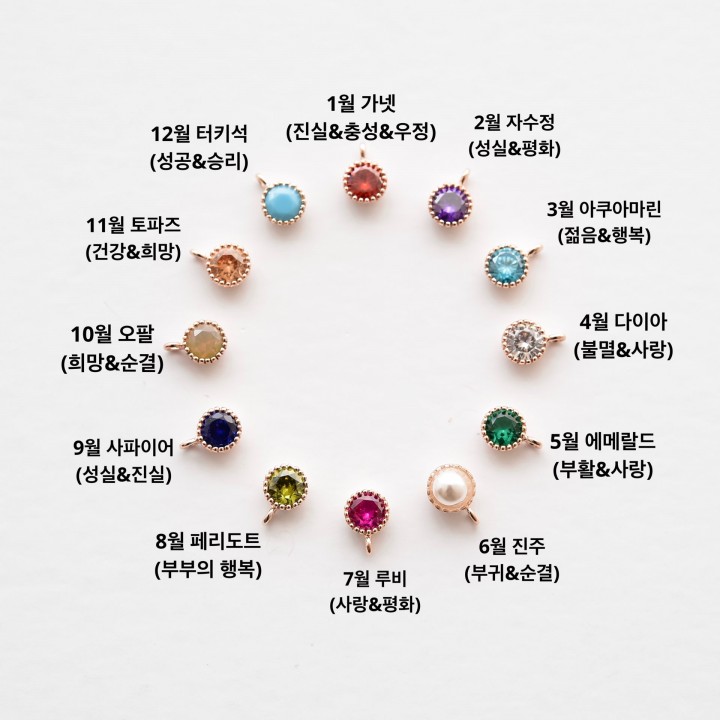 1월 가넷
(진실&충성&우정)
2월 자수정
(성실&평화)
3월 아쿠아마린
(젊음&행복)
4월 다이아
(불멸&사랑)
5월 에메랄드
(부활&사랑)
6월 진주
(부귀&순결)
7월 루비
(사랑&평화)
8월 페리도트
(부부의 행복)
9월 사파이어
(성실&진실)
10월 오팔
(희망&순결)
11월 토파즈
(건강&희망)
12월 터키석
(성공&승리)